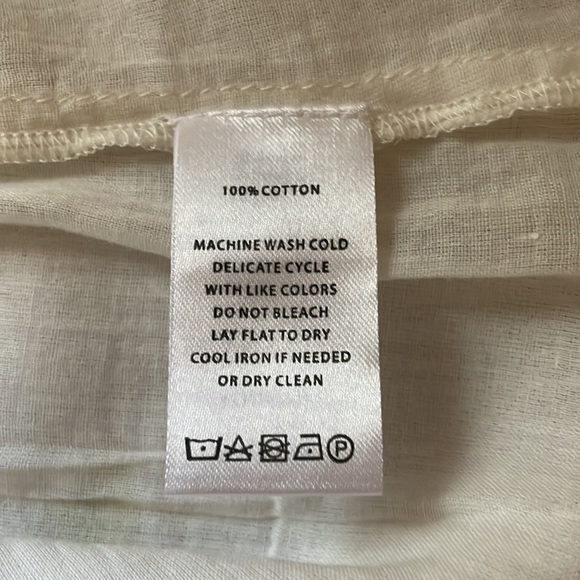 100% COTTON
MACHINE WASH COLD
DELICATE CYCLE
WITH LIKE COLORS
DO NOT BLEACH
LAY FLAT TO DRY
COOL IRON IF NEEDED
OR DRY CLEAN
P